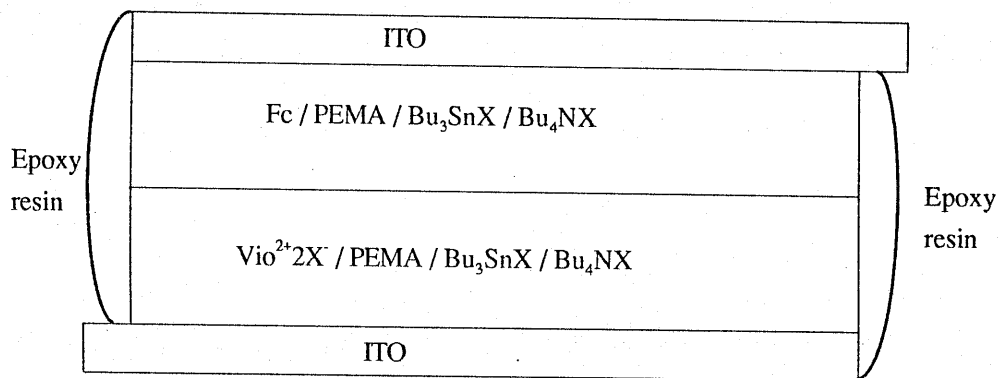 ITO
Fc / PEMA / Bu₃SnX / Bu₄NX
Epoxy
resin
Epoxy
resin
Vio²⁺2X⁻ / PEMA / Bu₃SnX / Bu₄NX
ITO